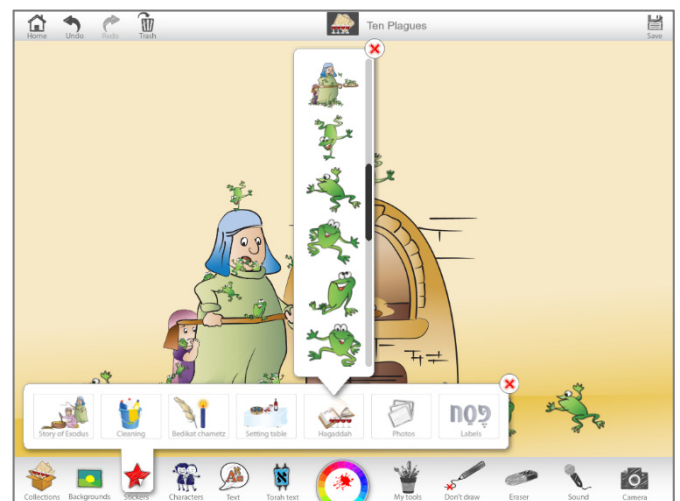 Home
Undo
Redo
Trash
Ten Plagues
Save
Story of Exodus
Cleaning
Bedikat chametz
Setting table
Hagaddah
Photos
פסח
Labels
Collections
Backgrounds
Stickers
Characters
Text
א
Torah text
My tools
Don't draw
Eraser
Sound
Camera